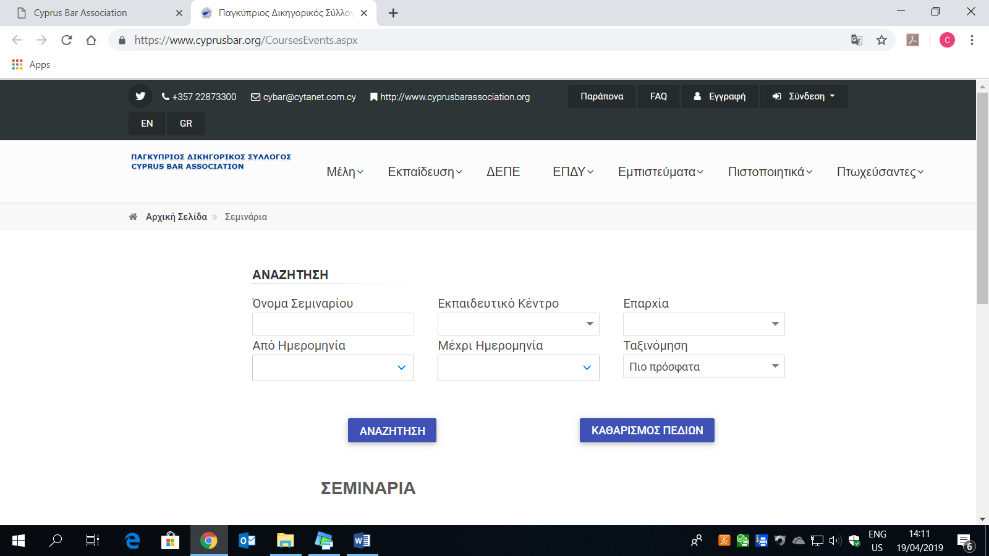 Cyprus Bar Association
Παγκύπριος Δικηγορικός Σύλλογ
https://www.cyprusbar.org/CoursesEvents.aspx
C
Apps
+357 22873300 cybar@cytanet.com.cy http://www.cyprusbarassociation.org Παράπονα FAQ Εγγραφή Σύνδεση
EN GR
ΠΑΓΚΥΠΡΙΟΣ ΔΙΚΗΓΟΡΙΚΟΣ ΣΥΛΛΟΓΟΣ
CYPRUS BAR ASSOCIATION
Μέλη Εκπαίδευση ΔΕΠΕ ΕΠΔΥ Εμπιστεύματα Πιστοποιητικά Πτωχεύσαντες
Αρχική Σελίδα » Σεμινάρια
ΑΝΑΖΗΤΗΣΗ
Όνομα Σεμιναρίου Εκπαιδευτικό Κέντρο Επαρχία
Από Ημερομηνία Μέχρι Ημερομηνία Ταξινόμηση
Πιο πρόσφατα
ΑΝΑΖΗΤΗΣΗ ΚΑΘΑΡΙΣΜΟΣ ΠΕΔΙΩΝ
ΣΕΜΙΝΑΡΙΑ
ENG
US
14:11
19/04/2019
6